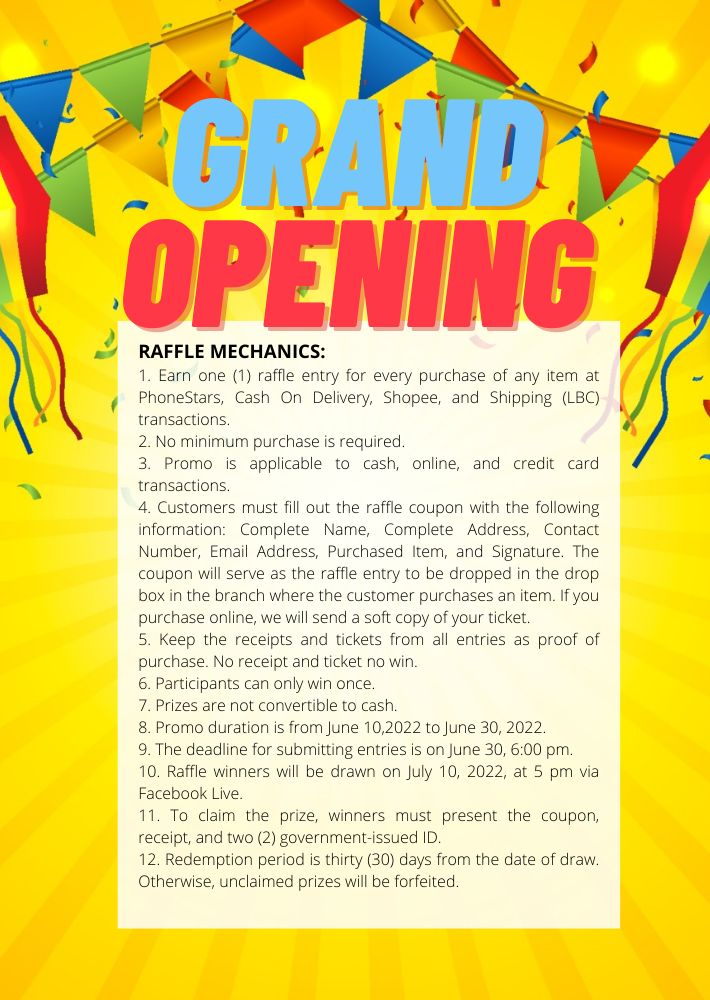 GRAND
OPENING
RAFFLE MECHANICS:
1. Earn one (1) raffle entry for every purchase of any item at
PhoneStars, Cash On Delivery, Shopee, and Shipping (LBC)
transactions.
2. No minimum purchase is required.
3. Promo is applicable to cash, online, and credit card
transactions.
4. Customers must fill out the raffle coupon with the following
information: Complete Name, Complete Address, Contact
Number, Email Address, Purchased Item, and Signature. The
coupon will serve as the raffle entry to be dropped in the drop
box in the branch where the customer purchases an item. If you
purchase online, we will send a soft copy of your ticket.
5. Keep the receipts and tickets from all entries as proof of
purchase. No receipt and ticket no win.
6. Participants can only win once.
7. Prizes are not convertible to cash.
8. Promo duration is from June 10,2022 to June 30, 2022.
9. The deadline for submitting entries is on June 30, 6:00 pm.
10. Raffle winners will be drawn on July 10, 2022, at 5 pm via
Facebook Live.
11. To claim the prize, winners must present the coupon,
receipt, and two (2) government-issued ID.
12. Redemption period is thirty (30) days from the date of draw.
Otherwise, unclaimed prizes will be forfeited.